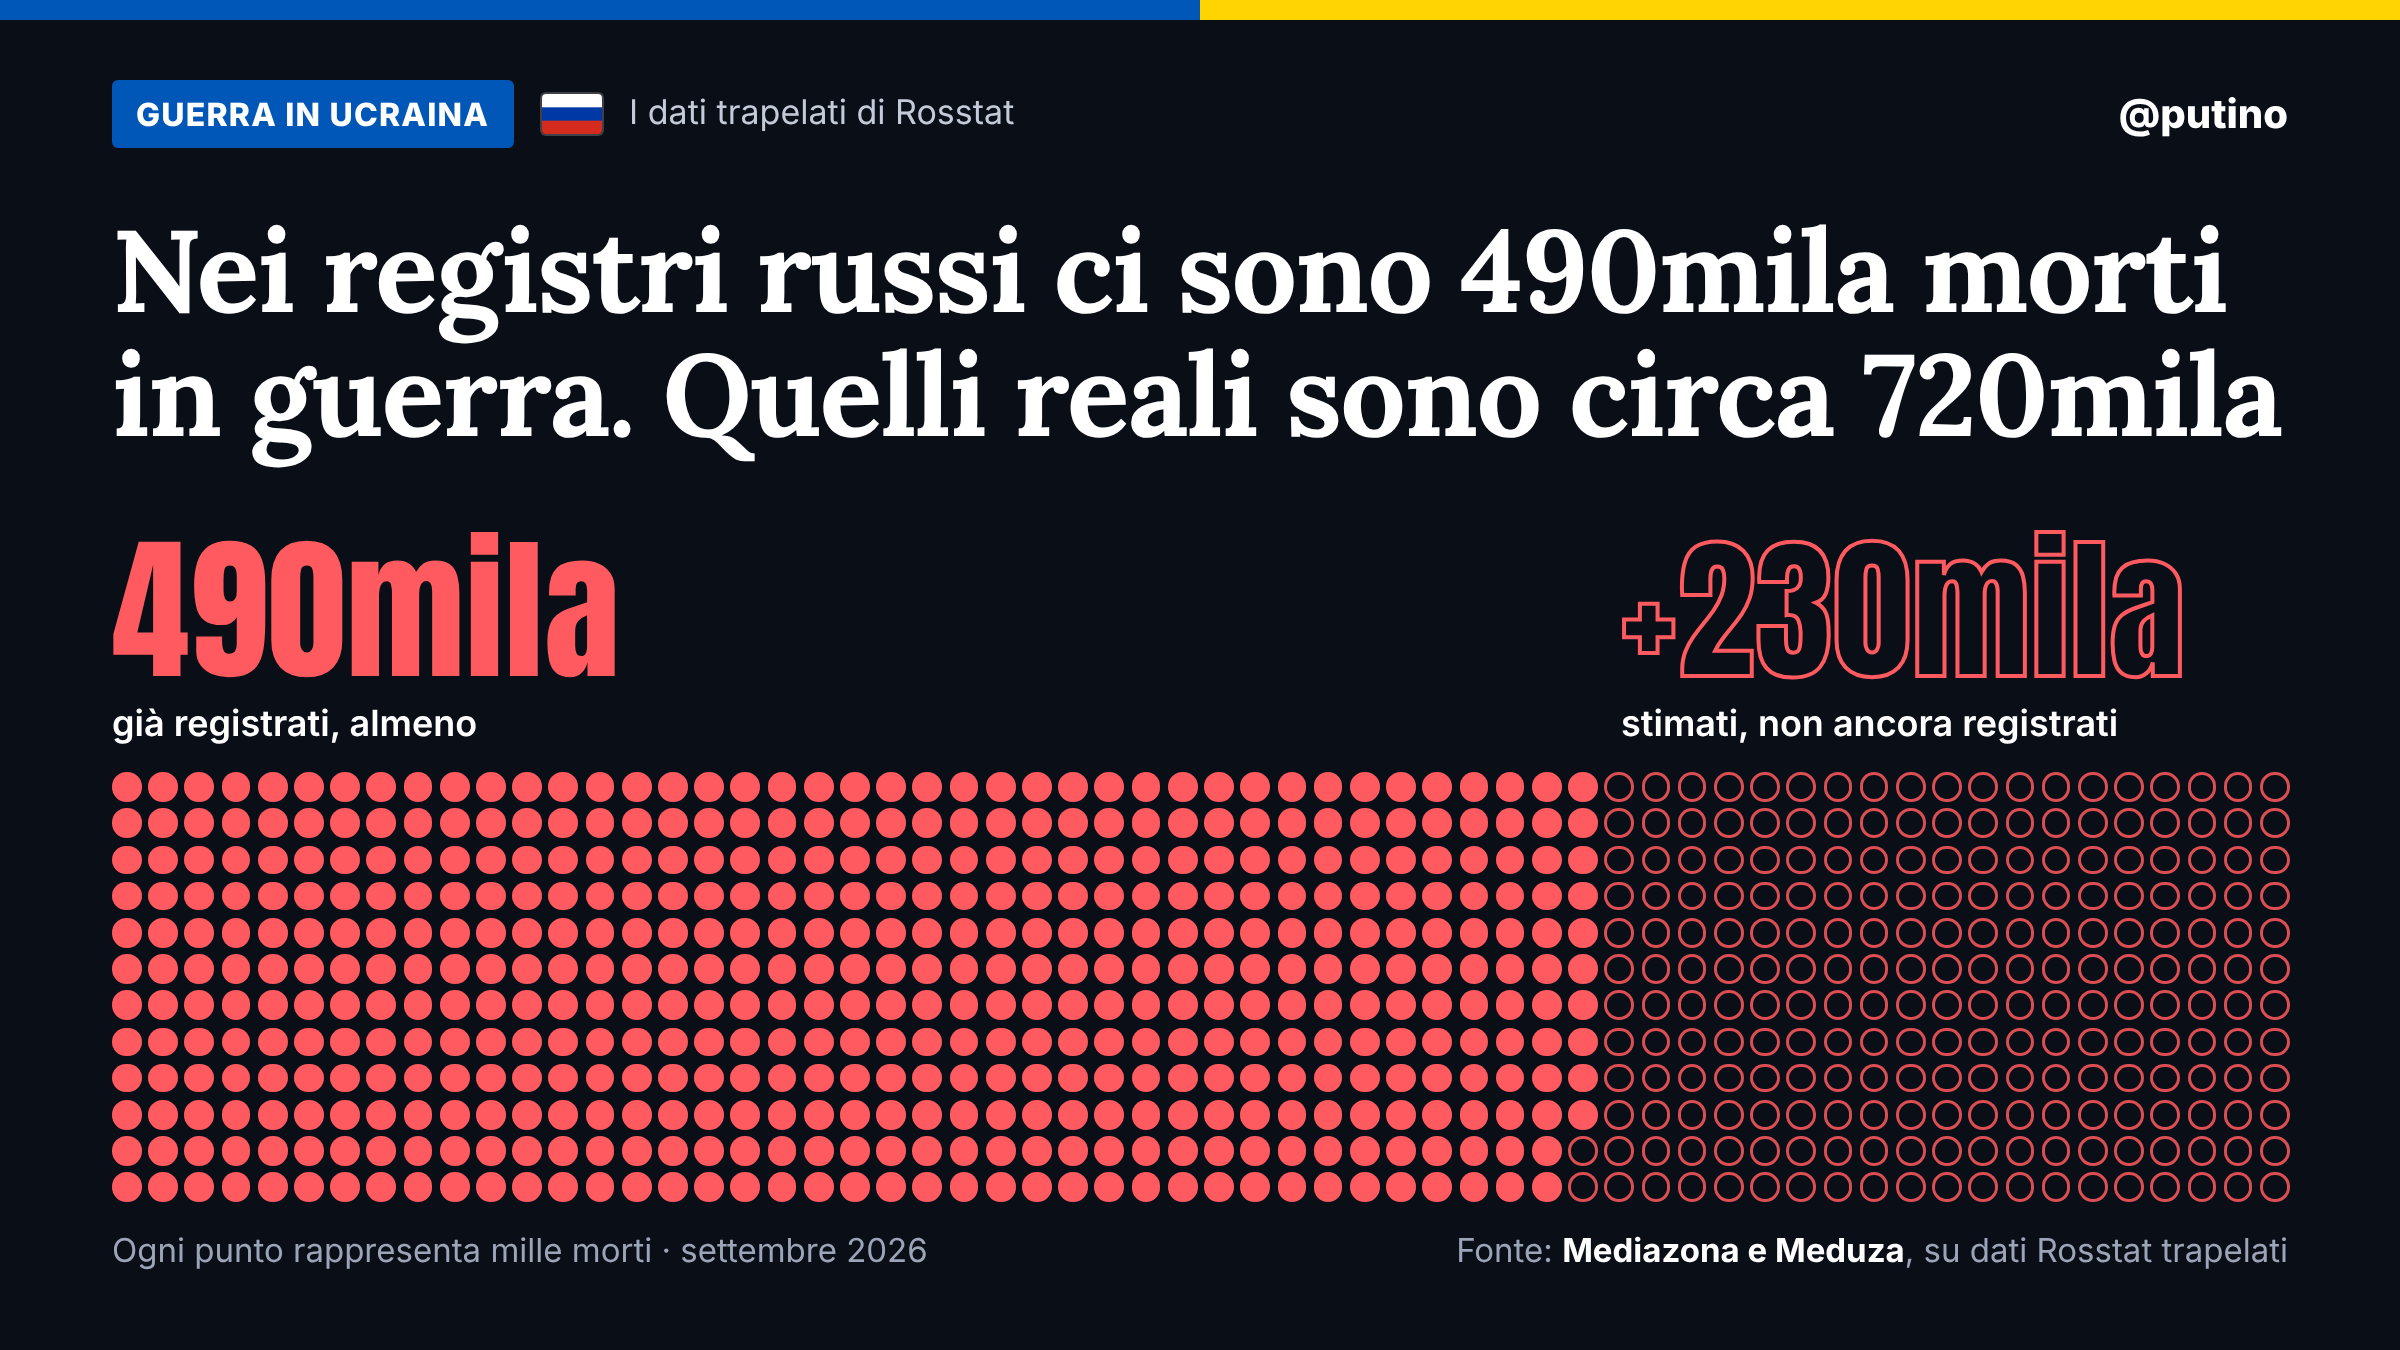 GUERRA IN UCRAINA
I dati trapelati di Rosstat
@putino
Nei registri russi ci sono 490mila morti
in guerra. Quelli reali sono circa 720mila
490mila
già registrati, almeno
+230mila
stimati, non ancora registrati
Ogni punto rappresenta mille morti · settembre 2026
Fonte: Mediazona e Meduza, su dati Rosstat trapelati